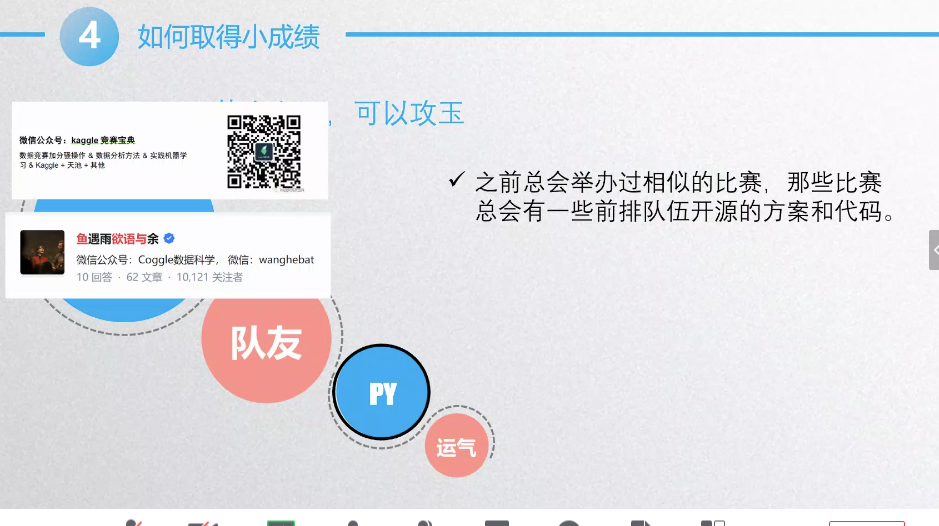 4
如何取得小成绩
，可以攻玉
微信公众号：kaggle 竞赛宝典
数据竞赛加分骚操作 & 数据分析方法 & 实践机器学
习 & Kaggle + 天池 + 其他
之前总会举办过相似的比赛，那些比赛
总会有一些前排队伍开源的方案和代码。
鱼遇雨欲语与余
微信公众号：Coggle数据科学， 微信：wanghebat
10 回答 · 62 文章 · 10,121 关注者
队友
PY
运气